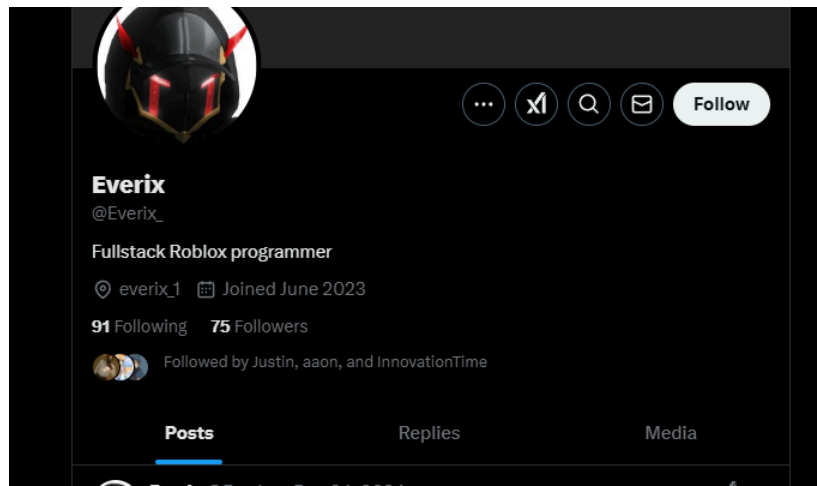 Follow
Everix
@Everix_
Fullstack Roblox programmer
everix_1 Joined June 2023
91 Following 75 Followers
Followed by Justin, aaon, and InnovationTime
Posts Replies Media